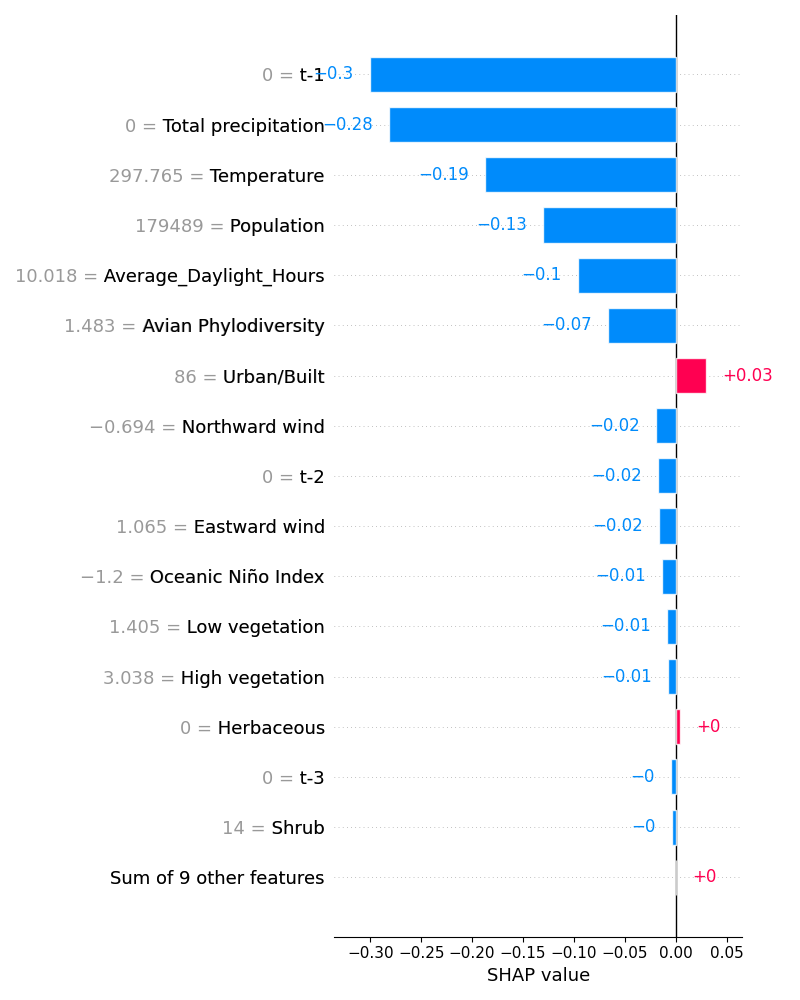 0 = t-1 −0.3
0 = Total precipitation −0.28
297.765 = Temperature −0.19
179489 = Population −0.13
10.018 = Average_Daylight_Hours −0.1
1.483 = Avian Phylodiversity −0.07
86 = Urban/Built +0.03
−0.694 = Northward wind −0.02
0 = t-2 −0.02
1.065 = Eastward wind −0.02
−1.2 = Oceanic Niño Index −0.01
1.405 = Low vegetation −0.01
3.038 = High vegetation −0.01
0 = Herbaceous +0
0 = t-3 −0
14 = Shrub −0
Sum of 9 other features +0
−0.30 −0.25 −0.20 −0.15 −0.10 −0.05 0.00 0.05
SHAP value